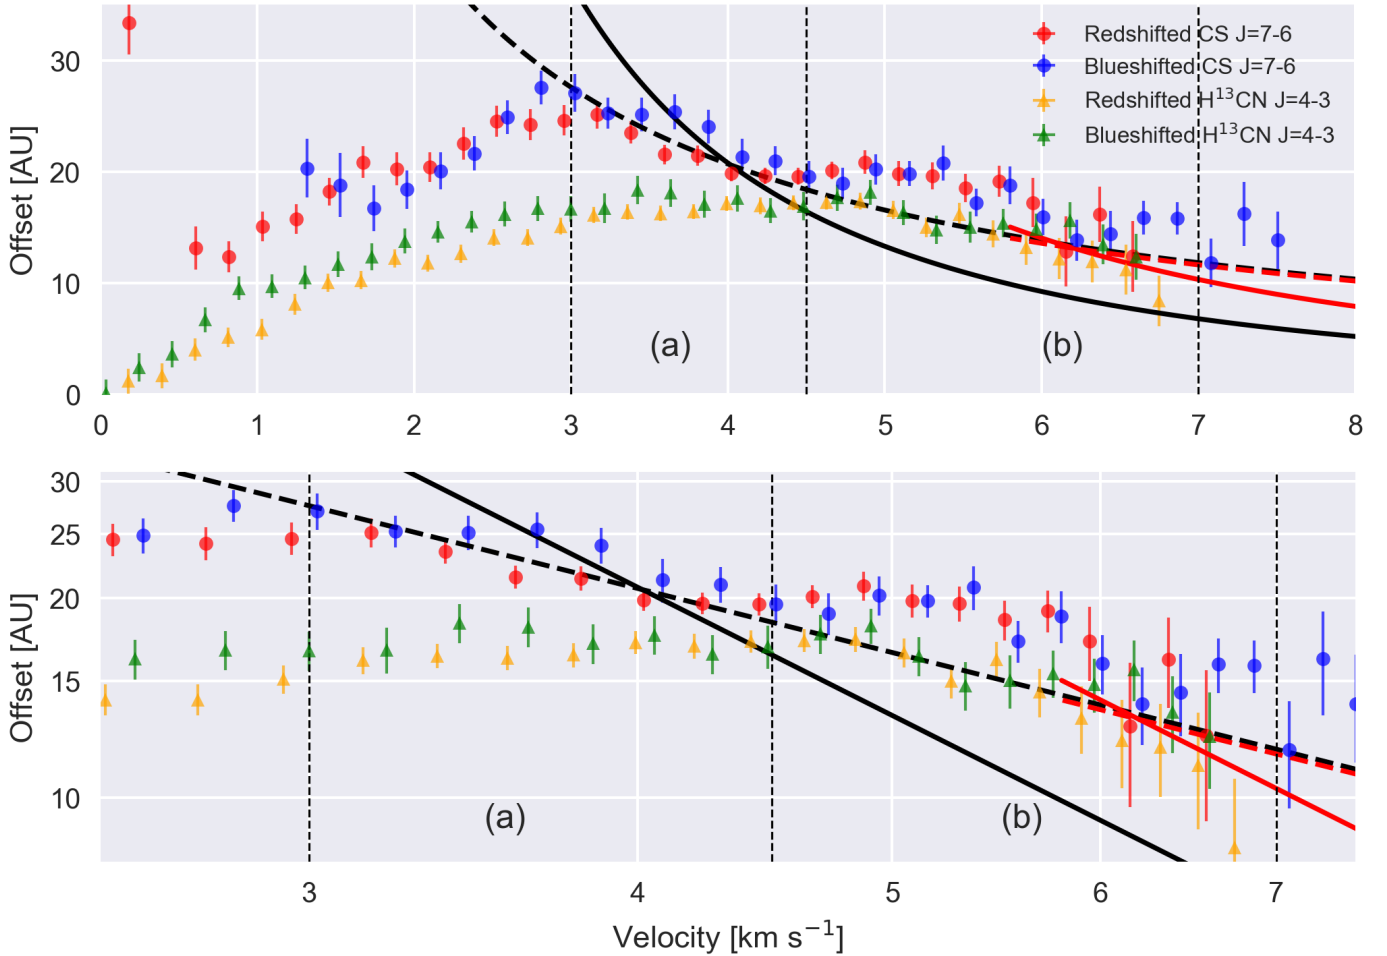 30
20
10
0
Offset [AU]
Redshifted CS J=7-6
Blueshifted CS J=7-6
Redshifted H¹³CN J=4-3
Blueshifted H¹³CN J=4-3
(a)
(b)
0 1 2 3 4 5 6 7 8
30
25
20
15
10
Offset [AU]
(a)
(b)
3 4 5 6 7
Velocity [km s⁻¹]